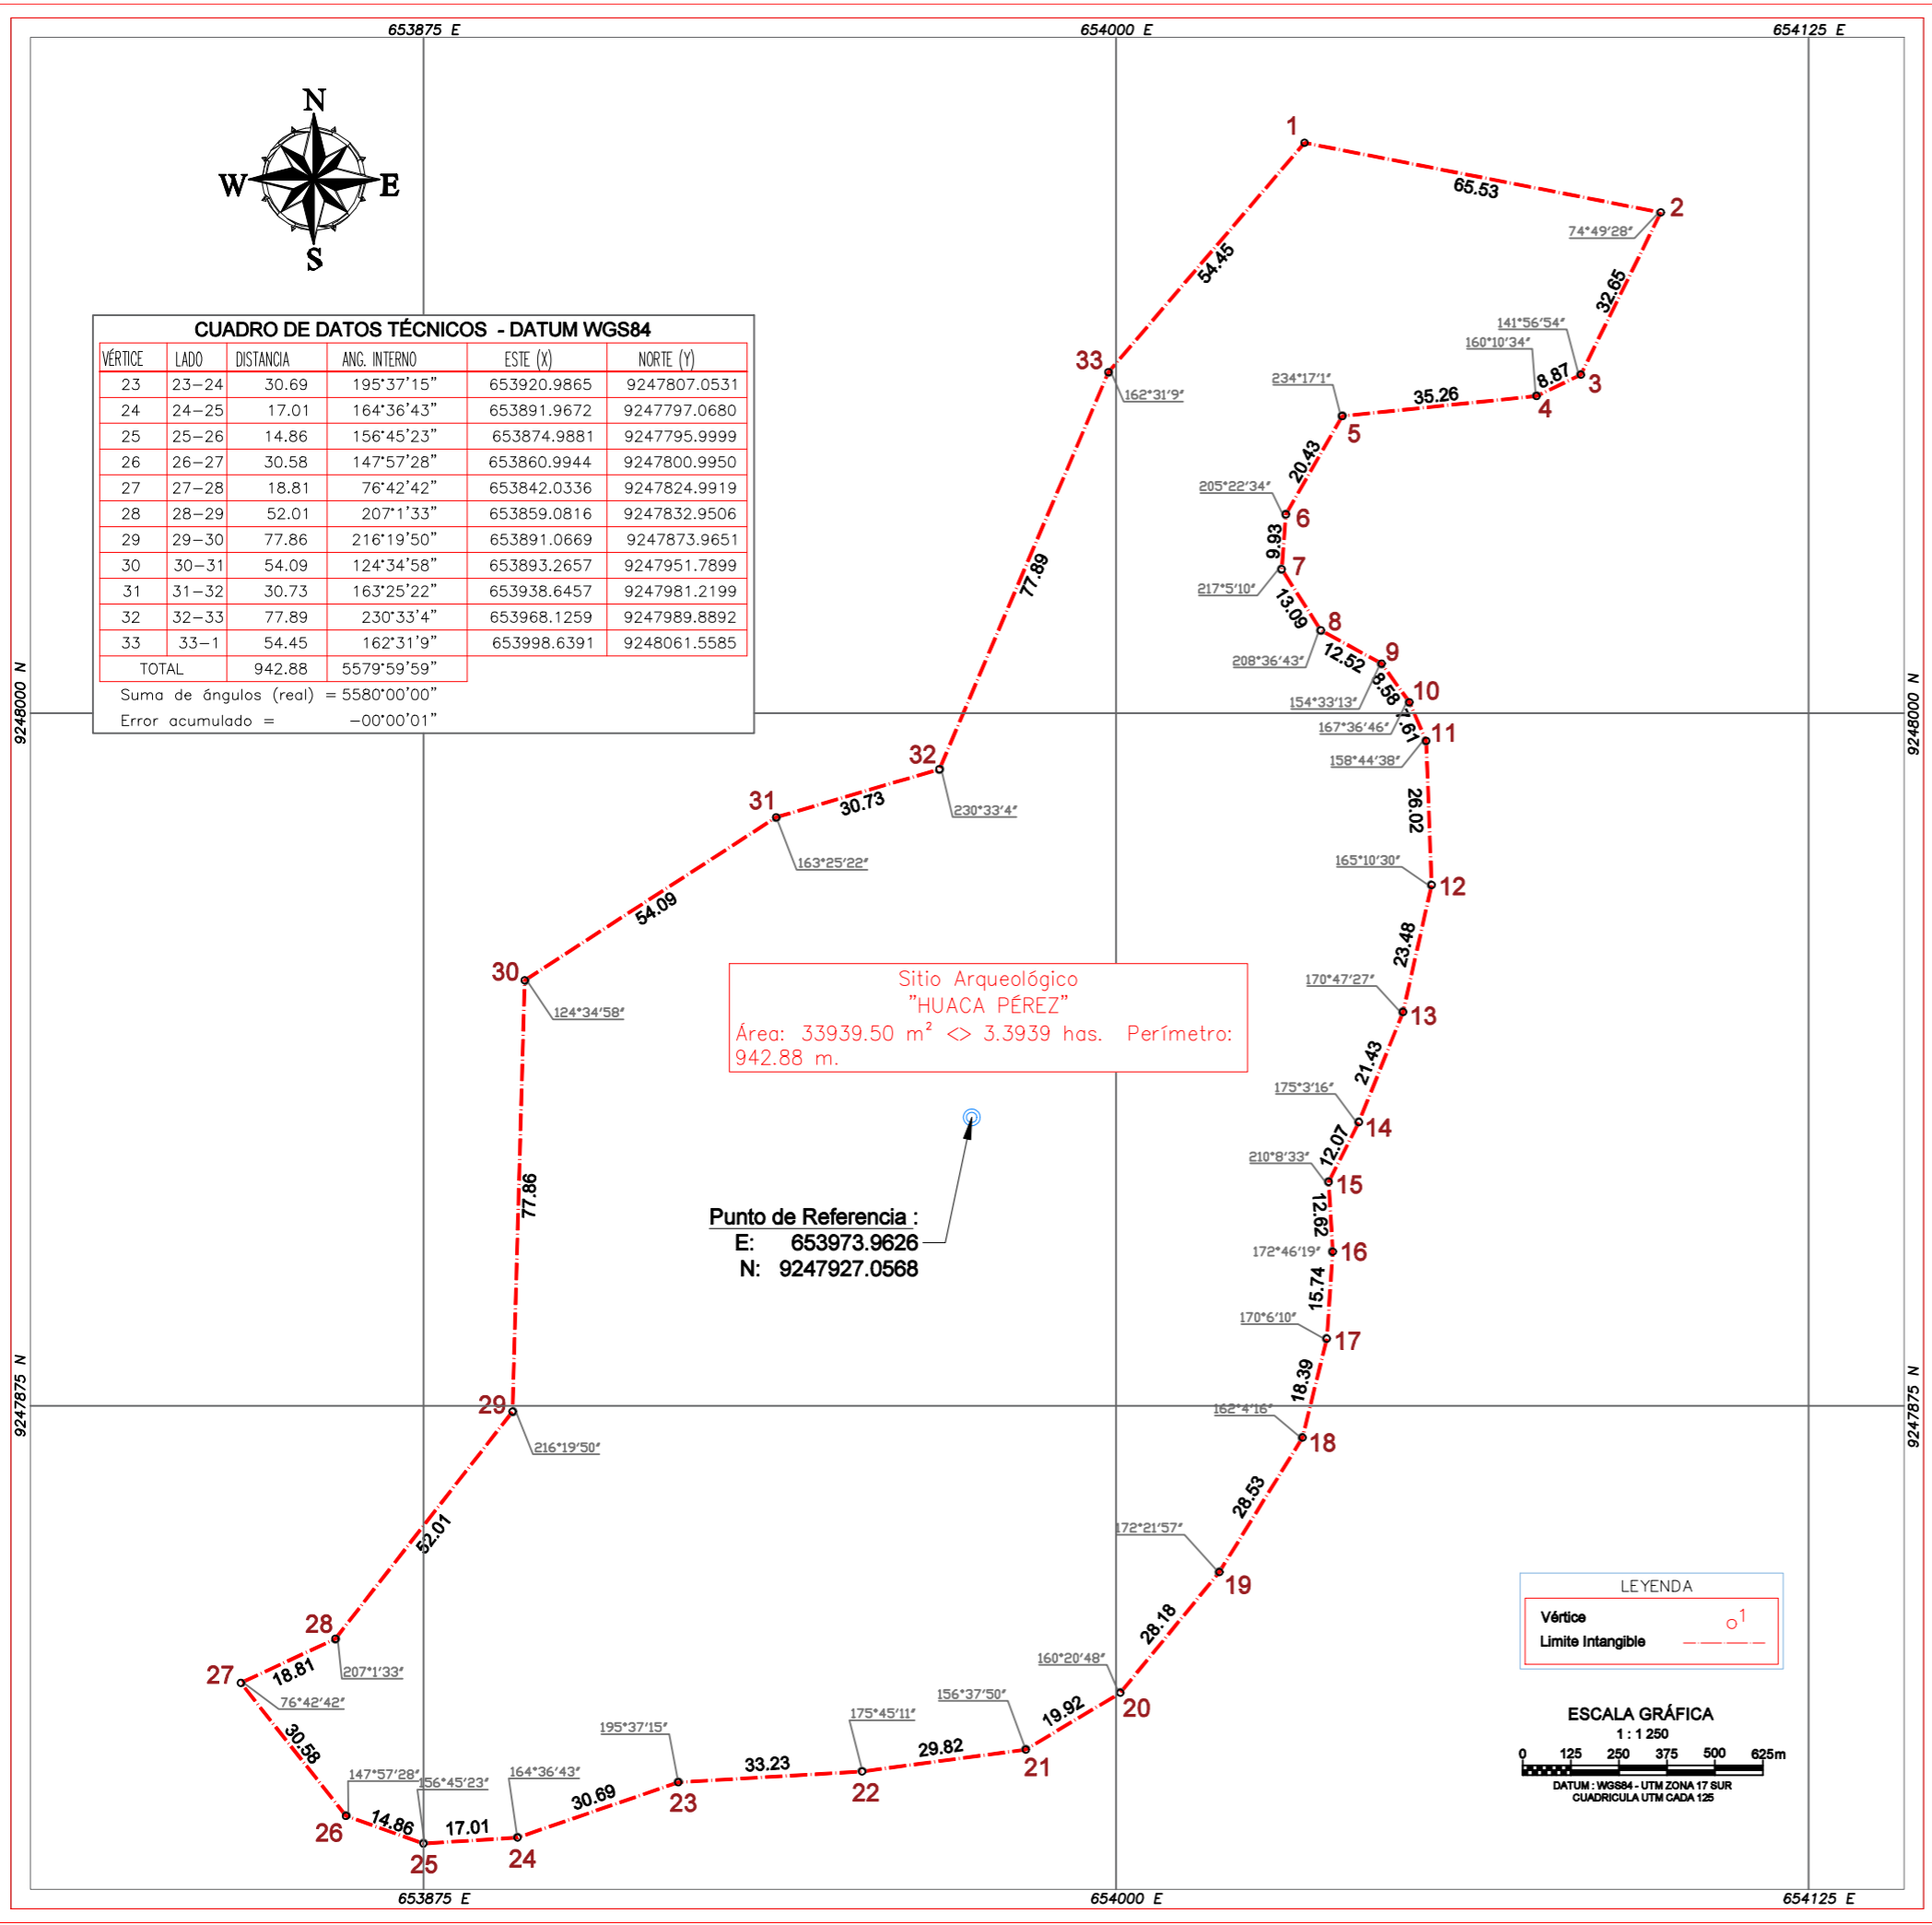 653875 E
654000 E
654125 E
N
W
E
S
1
65.53
2
74°49'28"
54.45
32.65
141°56'54"
160°10'34"
33
162°31'9"
8.87
3
234°17'1"
35.26
4
5
20.43
205°22'34"
6
9.93
7
217°5'10"
13.09
8
208°36'43"
12.52
9
8.58
154°33'13"
10
167°36'46"
7.61
11
158°44'38"
77.89
CUADRO DE DATOS TÉCNICOS - DATUM WGS84
VÉRTICE LADO DISTANCIA ANG. INTERNO ESTE (X) NORTE (Y)
23 23-24 30.69 195°37'15" 653920.9865 9247807.0531
24 24-25 17.01 164°36'43" 653891.9672 9247797.0680
25 25-26 14.86 156°45'23" 653874.9881 9247795.9999
26 26-27 30.58 147°57'28" 653860.9944 9247800.9950
27 27-28 18.81 76°42'42" 653842.0336 9247824.9919
28 28-29 52.01 207°1'33" 653859.0816 9247832.9506
29 29-30 77.86 216°19'50" 653891.0669 9247873.9651
30 30-31 54.09 124°34'58" 653893.2657 9247951.7899
31 31-32 30.73 163°25'22" 653938.6457 9247981.2199
32 32-33 77.89 230°33'4" 653968.1259 9247989.8892
33 33-1 54.45 162°31'9" 653998.6391 9248061.5585
TOTAL 942.88 5579°59'59"
Suma de ángulos (real) = 5580°00'00"
Error acumulado = -00°00'01"
9248000 N
9248000 N
32
230°33'4"
31
30.73
163°25'22"
26.02
165°10'30"
12
54.09
23.48
30
124°34'58"
170°47'27"
13
Sitio Arqueológico
"HUACA PÉREZ"
Área: 33939.50 m² <> 3.3939 has. Perímetro:
942.88 m.
21.43
175°3'16"
14
12.07
210°8'33"
15
12.62
77.86
Punto de Referencia :
E: 653973.9626
N: 9247927.0568
172°46'19"
16
15.74
170°6'10"
17
18.39
9247875 N
9247875 N
29
216°19'50"
162°4'16"
18
28.53
52.01
172°21'57"
19
28.18
28
207°1'33"
27
18.81
76°42'42"
30.58
160°20'48"
20
156°37'50"
19.92
175°45'11"
21
29.82
195°37'15"
33.23
22
23
147°57'28"
156°45'23"
164°36'43"
30.69
26
14.86
17.01
25
24
LEYENDA
Vértice 1
Limite Intangible
ESCALA GRÁFICA
1 : 1 250
0 125 250 375 500 625m
DATUM : WGS84 - UTM ZONA 17 SUR
CUADRICULA UTM CADA 125
653875 E
654000 E
654125 E